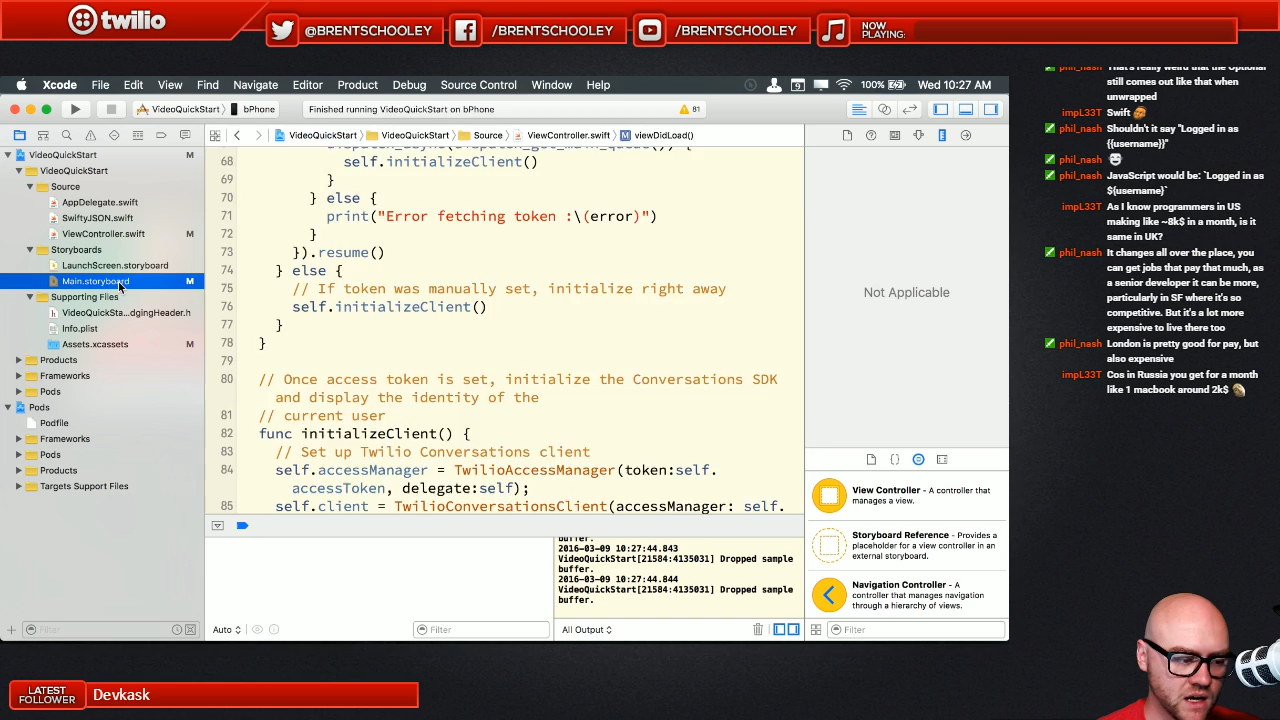 twilio
@BRENTSCHOOLEY
/BRENTSCHOOLEY
/BRENTSCHOOLEY
NOW
PLAYING:
Xcode File Edit View Find Navigate Editor Product Debug Source Control Window Help
9 100% Wed 10:27 AM
VideoQuickStart bPhone
Finished running VideoQuickStart on bPhone
81
VideoQuickStart VideoQuickStart Source ViewController.swift viewDidLoad()
VideoQuickStart M
VideoQuickStart
Source
AppDelegate.swift
SwiftyJSON.swift
ViewController.swift M
Storyboards
LaunchScreen.storyboard
Main.storyboard M
Supporting Files
VideoQuickSta...dgingHeader.h
Info.plist
Assets.xcassets M
Products
Frameworks
Pods
Pods
Podfile
Frameworks
Pods
Products
Targets Support Files
Filter
dispatch_async(dispatch_get_main_queue()) {
68 self.initializeClient()
69 }
70 } else {
71 print("Error fetching token :\(error)")
72 }
73 }).resume()
74 } else {
75 // If token was manually set, initialize right away
76 self.initializeClient()
77 }
78 }
79
80 // Once access token is set, initialize the Conversations SDK
and display the identity of the
81 // current user
82 func initializeClient() {
83 // Set up Twilio Conversations client
84 self.accessManager = TwilioAccessManager(token:self.
accessToken, delegate:self);
85 self.client = TwilioConversationsClient(accessManager: self.
buffer.
2016-03-09 10:27:44.843
VideoQuickStart[21584:4135031] Dropped sample
buffer.
2016-03-09 10:27:44.844
VideoQuickStart[21584:4135031] Dropped sample
buffer.
Auto
Filter
All Output
Not Applicable
View Controller - A controller
that manages a view.
Storyboard Reference - Provides a
placeholder for a view controller in an
external storyboard.
Navigation Controller - A
controller that manages navigation
through a hierarchy of views.
Filter
phil_nash That's really weird that the Optional
still comes out like that when
unwrapped
impL33T Swift
phil_nash Shouldn't it say "Logged in as
{{username}}"
phil_nash
phil_nash JavaScript would be: `Logged in as
${username}`
impL33T As I know programmers in US
making like ~8k$ in a month, is it
same in UK?
phil_nash It changes all over the place, you
can get jobs that pay that much, as
a senior developer it can be more,
particularly in SF where it's so
competitive. But it's a lot more
expensive to live there too
phil_nash London is pretty good for pay, but
also expensive
impL33T Cos in Russia you get for a month
like 1 macbook around 2k$
LATEST
FOLLOWER
Devkask